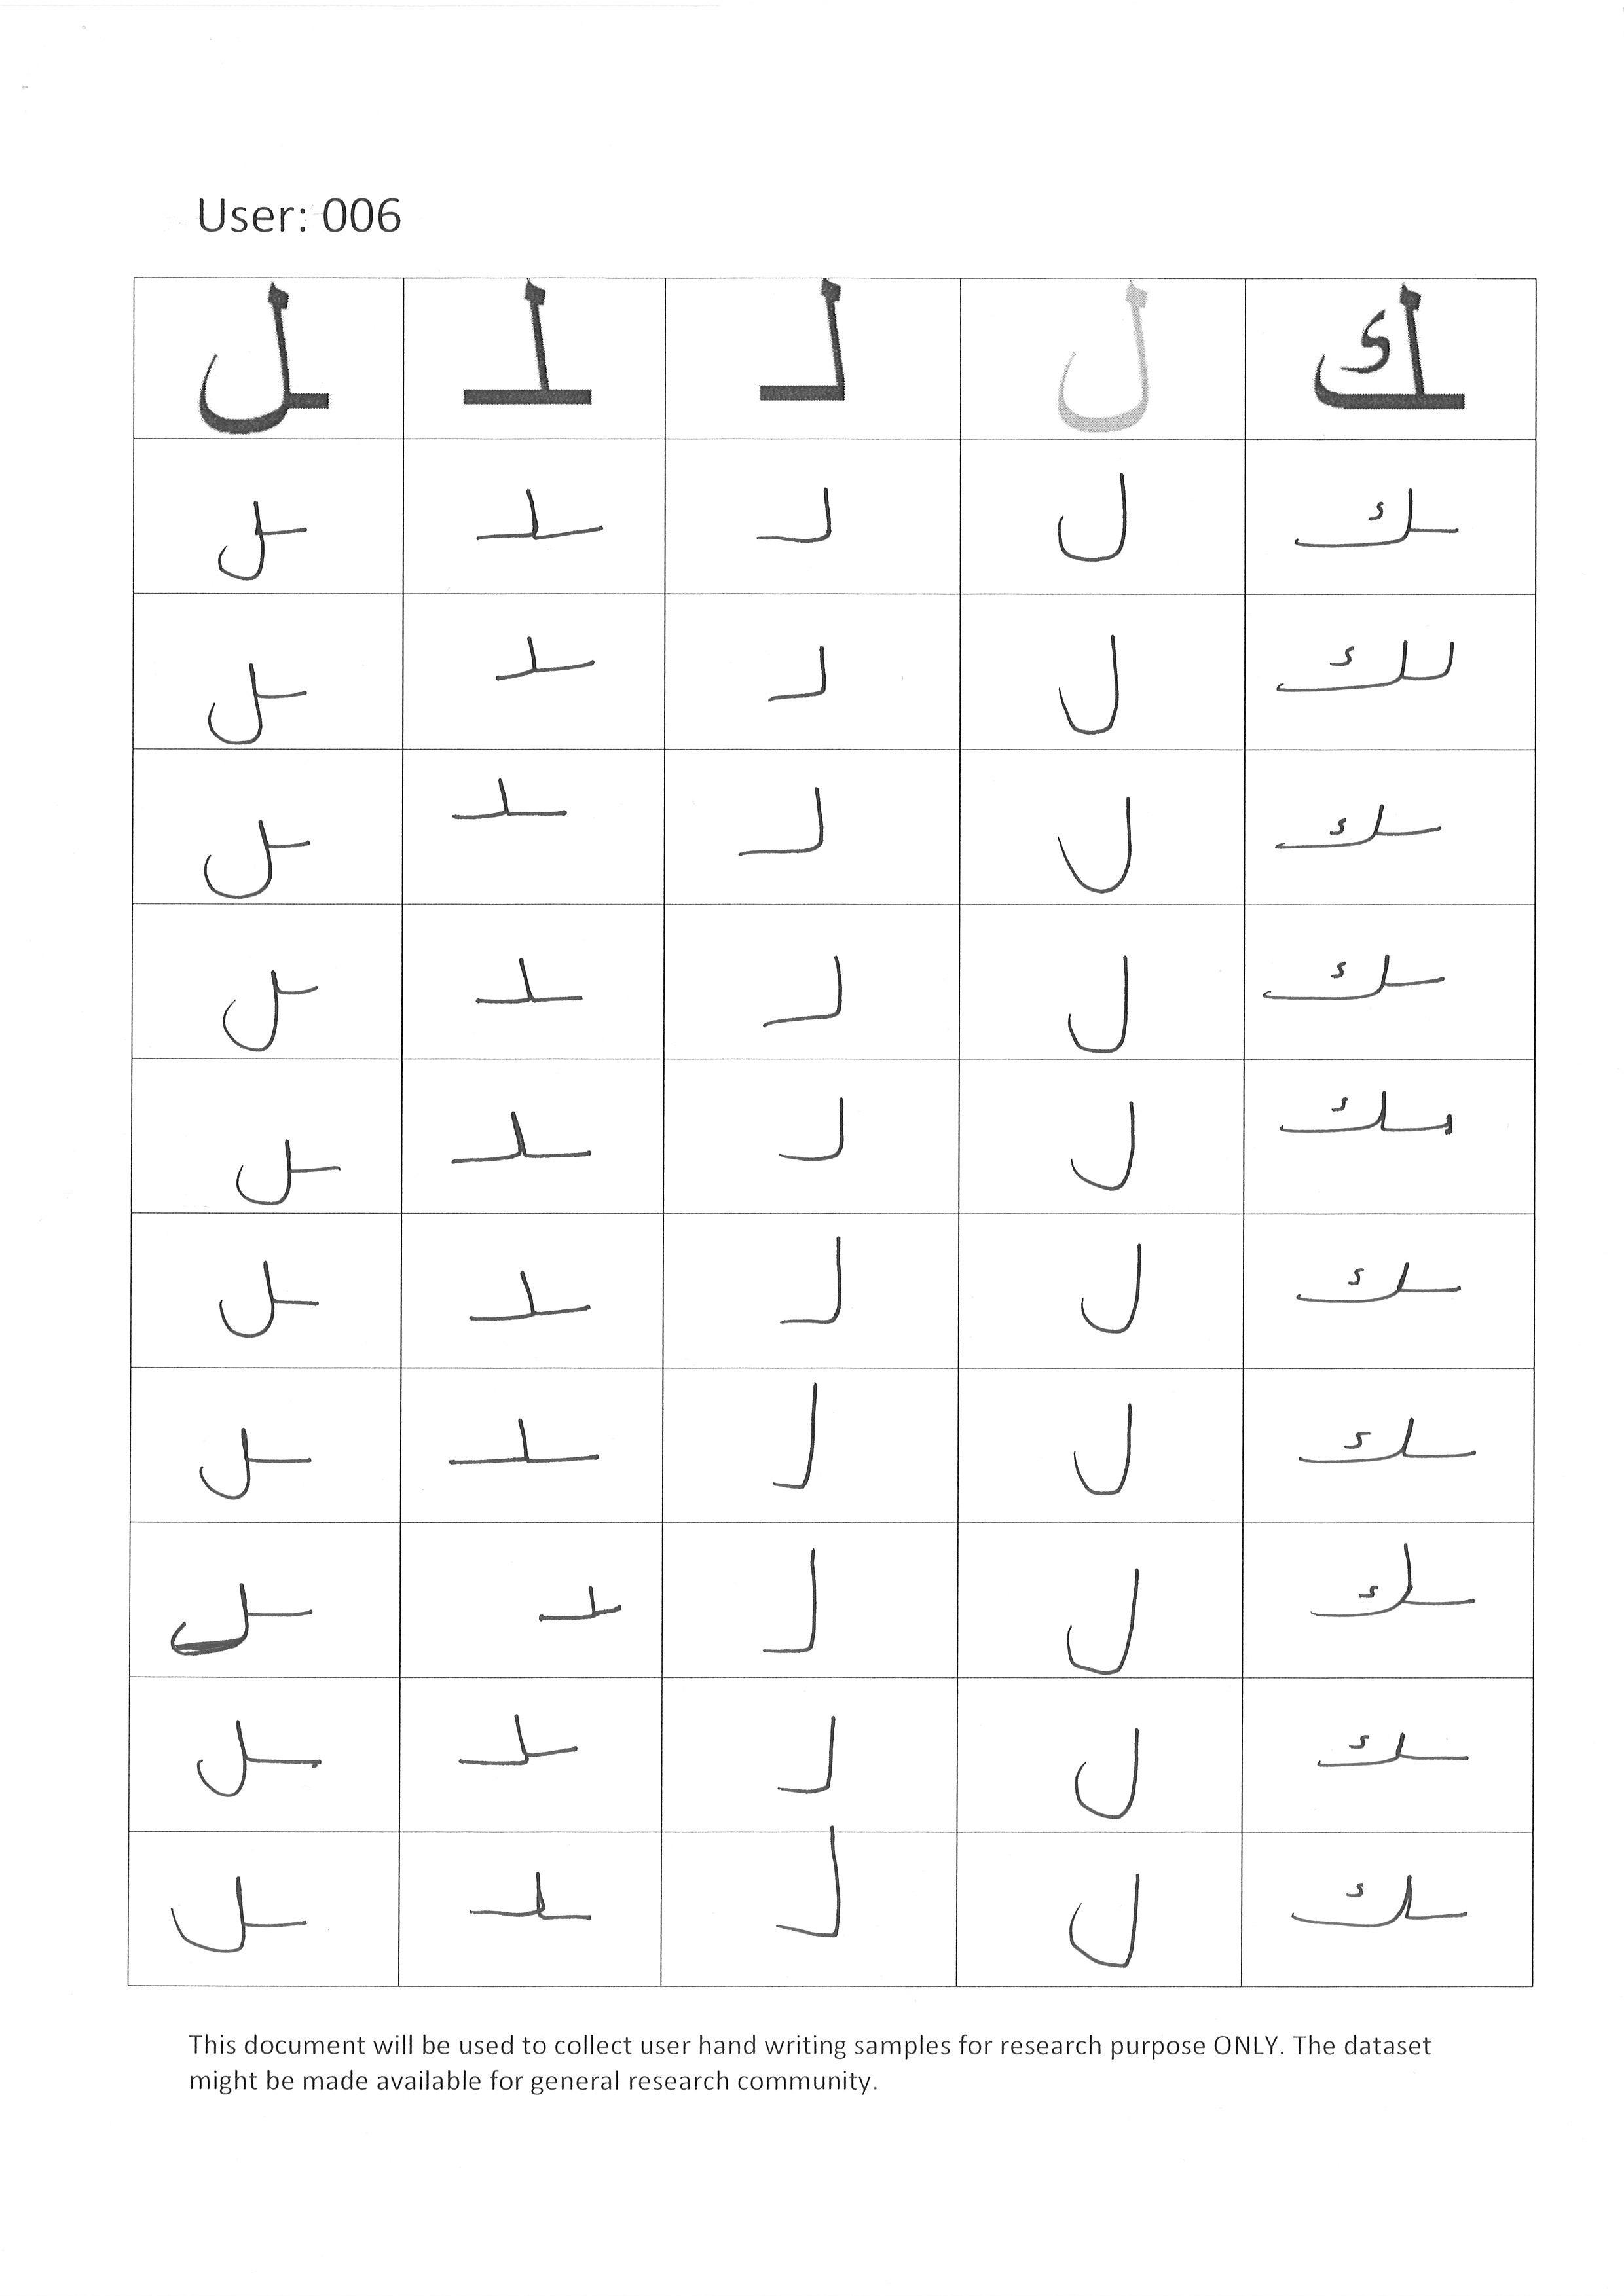 User: 006
ك ل لـ ـلـ ـل
ـك ل لـ ـلـ ـل
لك ل لـ ـلـ ـل
ـك ل لـ ـلـ ـل
ـك ل لـ ـلـ ـل
ـك ل لـ ـلـ ـل
ـك ل لـ ـلـ ـل
ـك ل لـ ـلـ ـل
ـك ل لـ ـلـ ـل
ـك ل لـ ـلـ ـل
ـك ل لـ ـلـ ـل
This document will be used to collect user hand writing samples for research purpose ONLY. The dataset
might be made available for general research community.